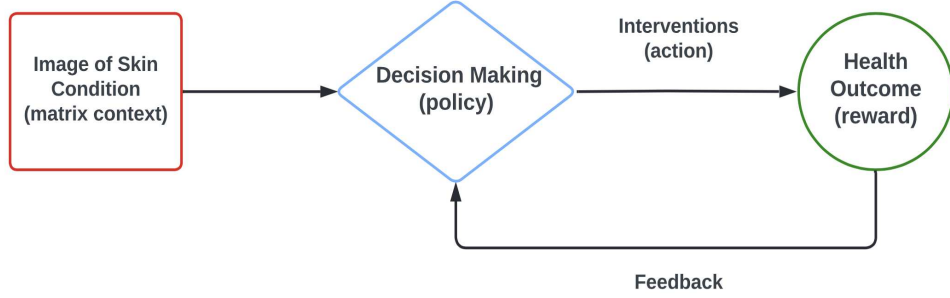 Image of Skin
Condition
(matrix context)
Decision Making
(policy)
Interventions
(action)
Health
Outcome
(reward)
Feedback